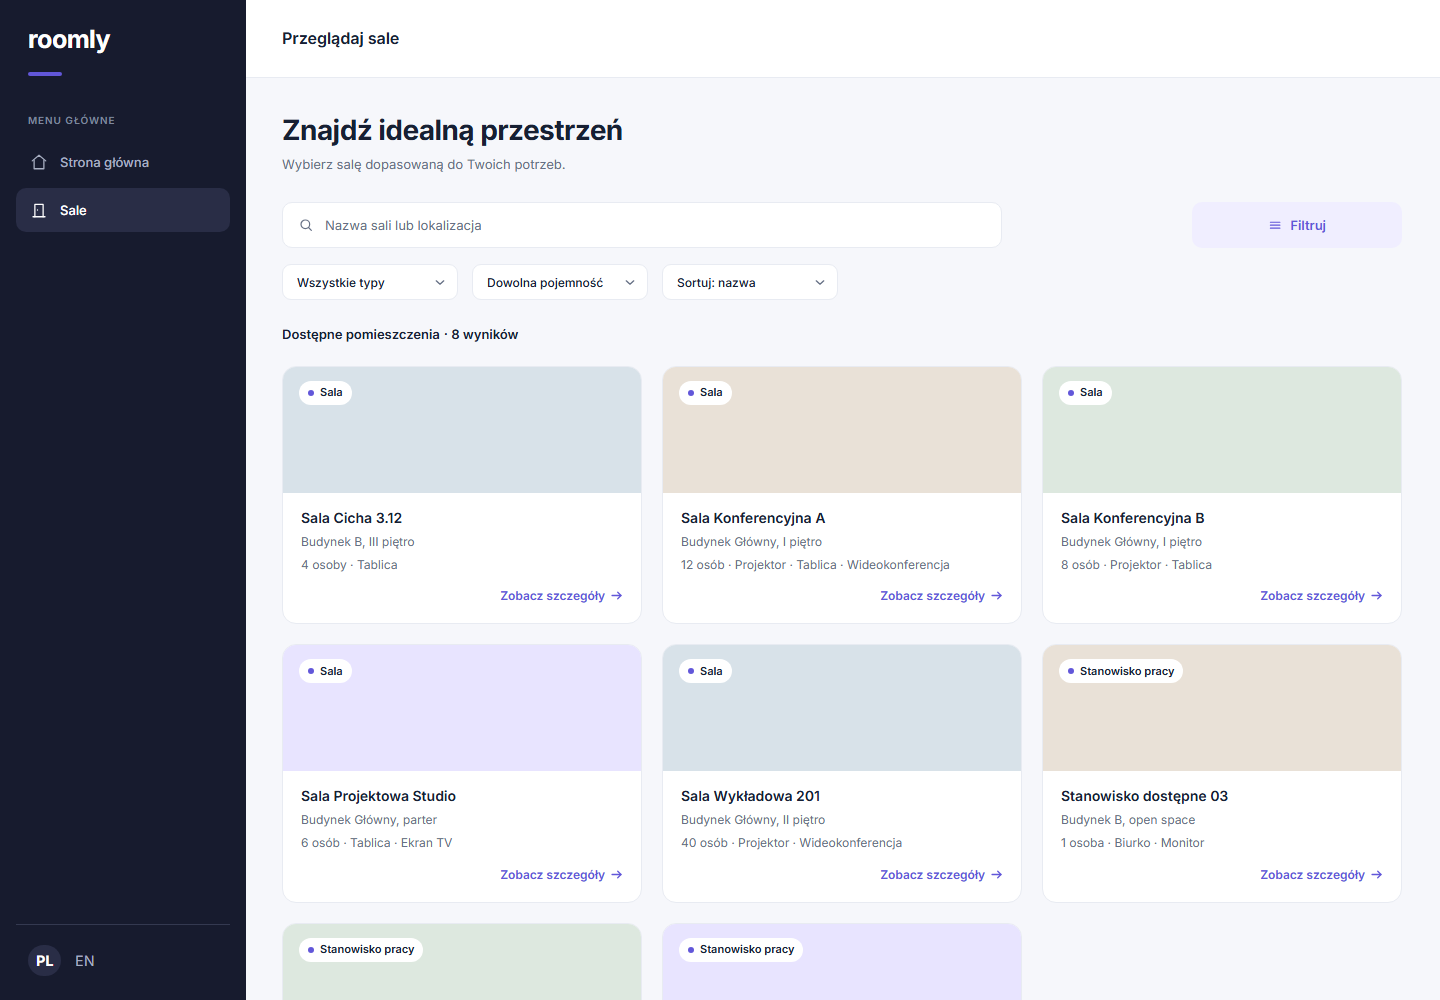 roomly
MENU GŁÓWNE
Strona główna
Sale
PL EN
Przeglądaj sale
Znajdź idealną przestrzeń
Wybierz salę dopasowaną do Twoich potrzeb.
Nazwa sali lub lokalizacja
Filtruj
Wszystkie typy
Dowolna pojemność
Sortuj: nazwa
Dostępne pomieszczenia · 8 wyników
Sala
Sala Cicha 3.12
Budynek B, III piętro
4 osoby · Tablica
Zobacz szczegóły →
Sala
Sala Konferencyjna A
Budynek Główny, I piętro
12 osób · Projektor · Tablica · Wideokonferencja
Zobacz szczegóły →
Sala
Sala Konferencyjna B
Budynek Główny, I piętro
8 osób · Projektor · Tablica
Zobacz szczegóły →
Sala
Sala Projektowa Studio
Budynek Główny, parter
6 osób · Tablica · Ekran TV
Zobacz szczegóły →
Sala
Sala Wykładowa 201
Budynek Główny, II piętro
40 osób · Projektor · Wideokonferencja
Zobacz szczegóły →
Stanowisko pracy
Stanowisko dostępne 03
Budynek B, open space
1 osoba · Biurko · Monitor
Zobacz szczegóły →
Stanowisko pracy
Stanowisko pracy